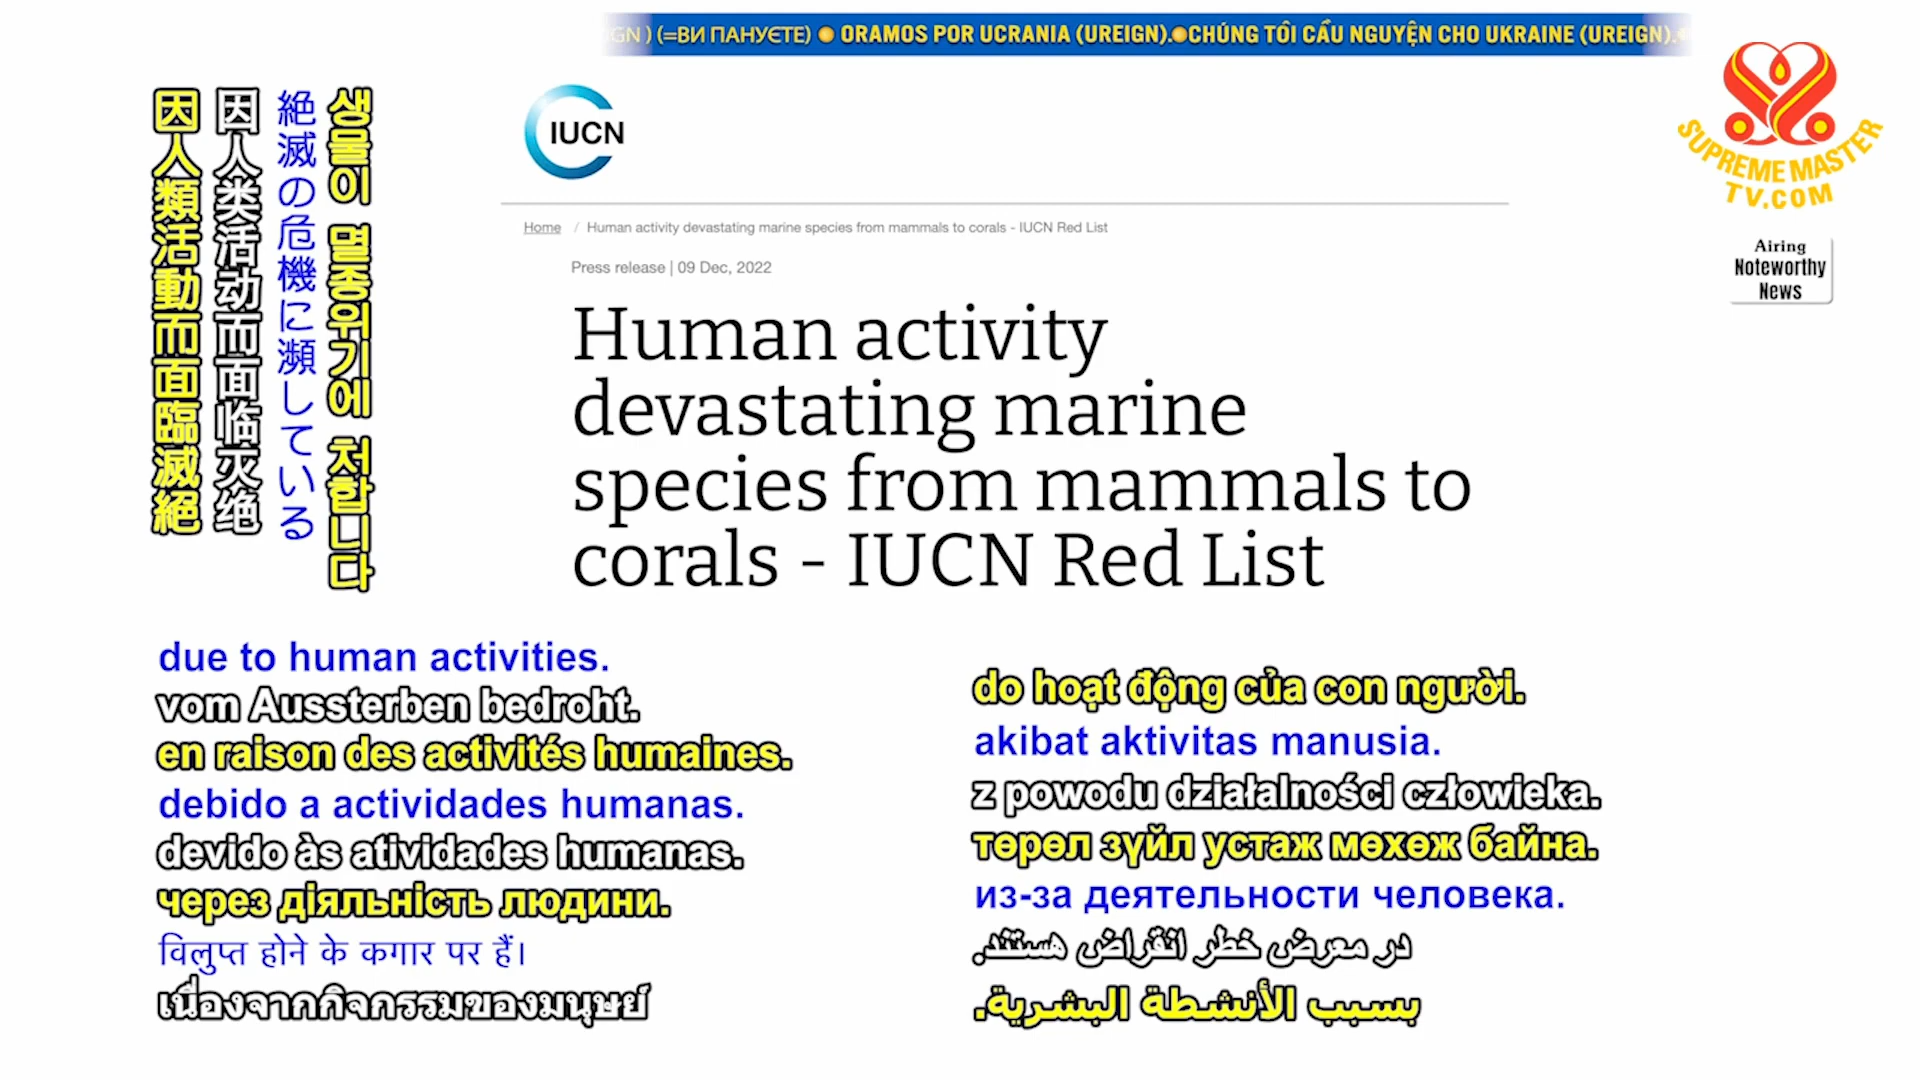 GN ) (=ВИ ПАНУЄТЕ) ORAMOS POR UCRANIA (UREIGN). CHÚNG TÔI CẦU NGUYỆN CHO UKRAINE (UREIGN).
SUPREME MASTER
TV.COM
Airing
Noteworthy
News
因人類活動而面臨滅絕
因人类活动而面临灭绝
絶滅の危機に瀕している
생물이 멸종위기에 처합니다
IUCN
Home / Human activity devastating marine species from mammals to corals - IUCN Red List
Press release | 09 Dec, 2022
Human activity
devastating marine
species from mammals to
corals - IUCN Red List
due to human activities.
vom Aussterben bedroht.
en raison des activités humaines.
debido a actividades humanas.
devido às atividades humanas.
через діяльність людини.
विलुप्त होने के कगार पर हैं।
เนื่องจากกิจกรรมของมนุษย์
do hoạt động của con người.
akibat aktivitas manusia.
z powodu działalności człowieka.
төрөл зүйл устаж мөхөж байна.
из-за деятельности человека.
در معرض خطر انقراض هستند.
بسبب الأنشطة البشرية.